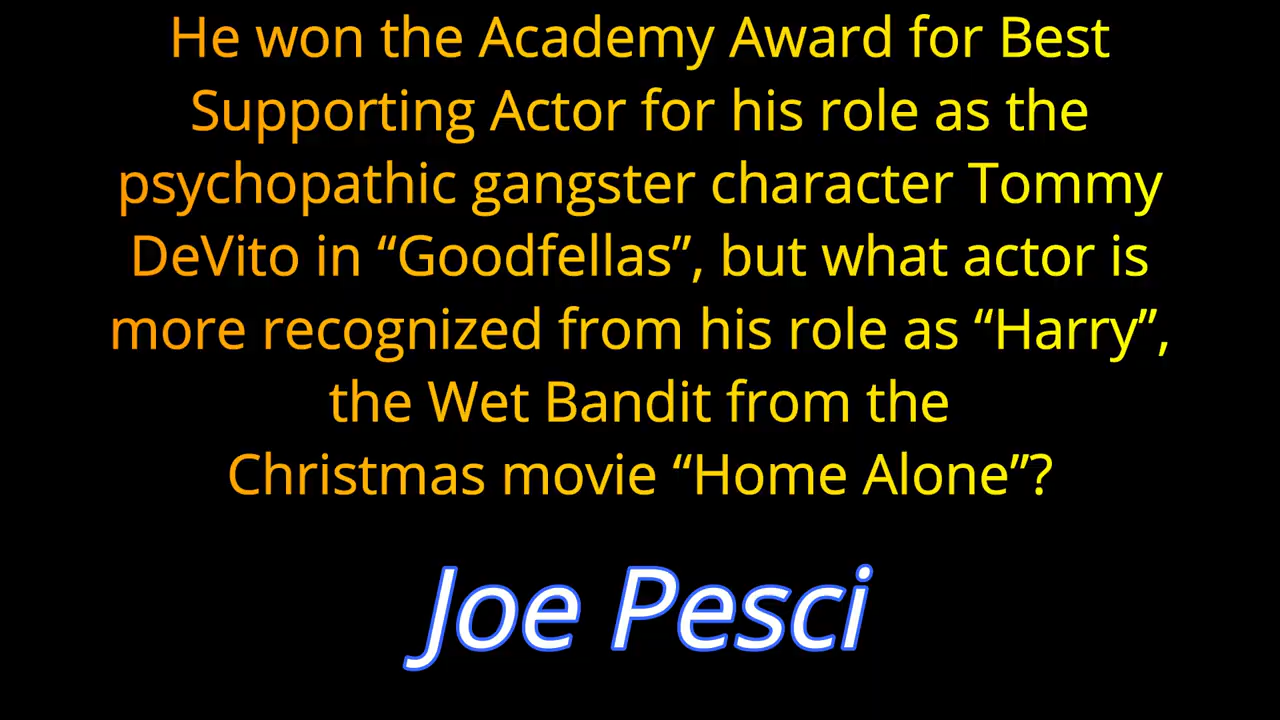 He won the Academy Award for Best
Supporting Actor for his role as the
psychopathic gangster character Tommy
DeVito in “Goodfellas”, but what actor is
more recognized from his role as “Harry”,
the Wet Bandit from the
Christmas movie “Home Alone”?
Joe Pesci